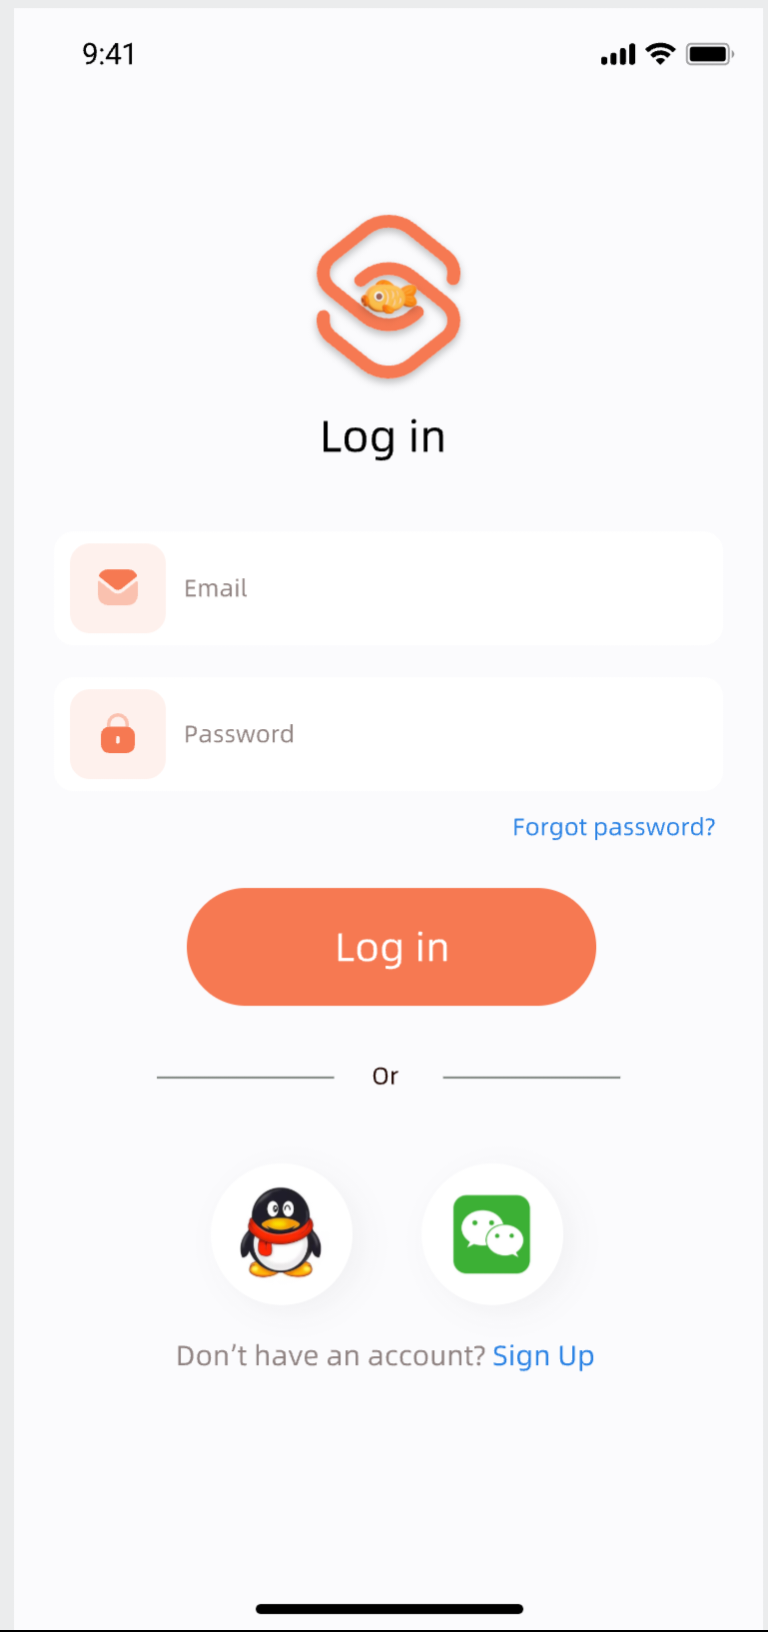 9:41
Log in
Email
Password
Forgot password?
Log in
Or
Don’t have an account? Sign Up